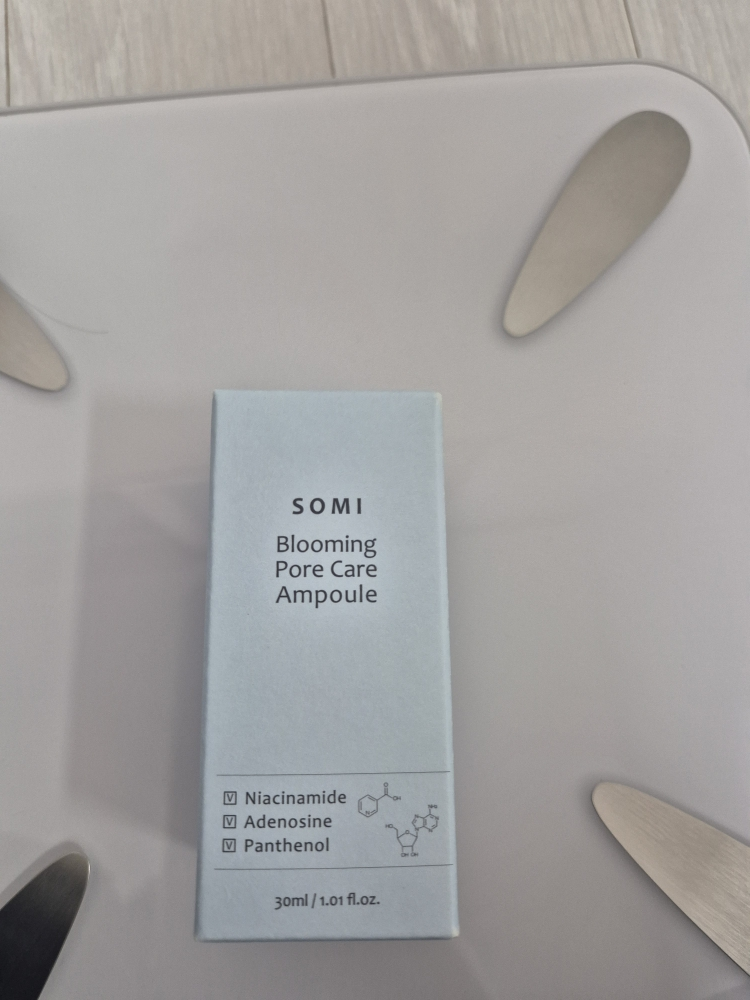 SOMI
Blooming
Pore Care
Ampoule
☑ Niacinamide
☑ Adenosine
☑ Panthenol
30ml / 1.01 fl.oz.